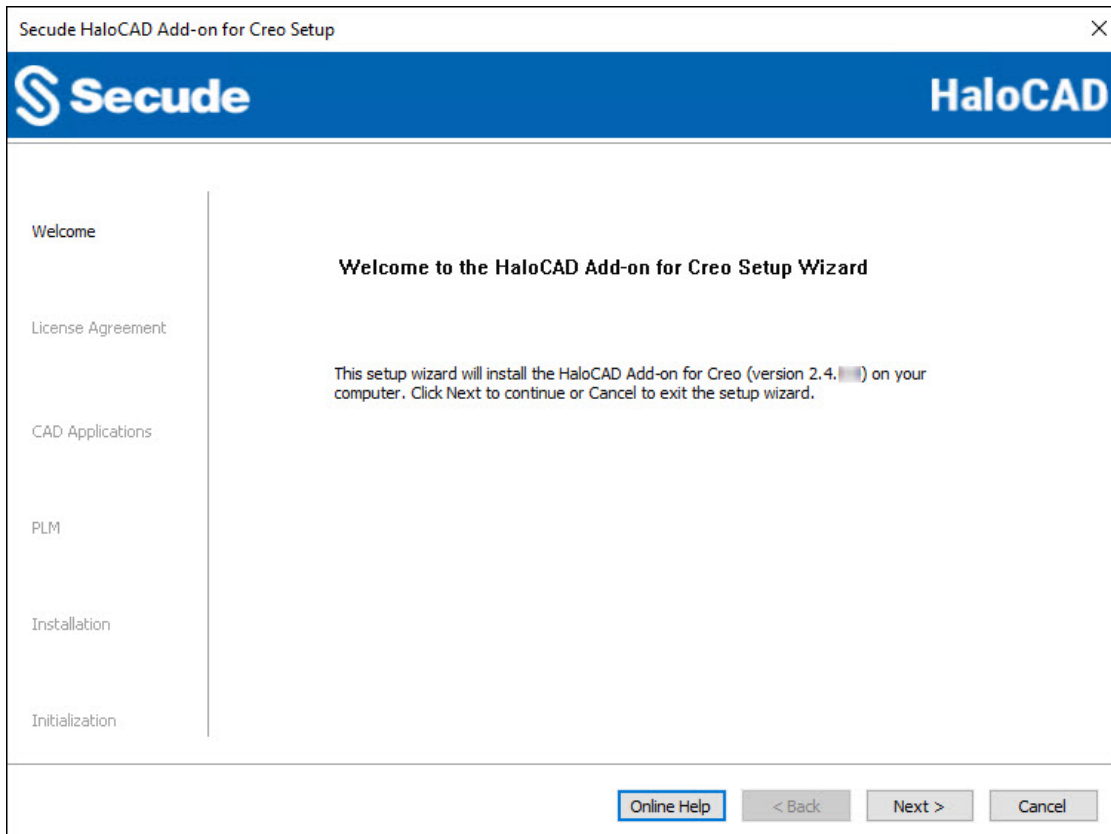 Secude HaloCAD Add-on for Creo Setup
Secude
HaloCAD
Welcome
License Agreement
CAD Applications
PLM
Installation
Initialization
Welcome to the HaloCAD Add-on for Creo Setup Wizard
This setup wizard will install the HaloCAD Add-on for Creo (version 2.4. ) on your
computer. Click Next to continue or Cancel to exit the setup wizard.
Online Help
< Back
Next >
Cancel